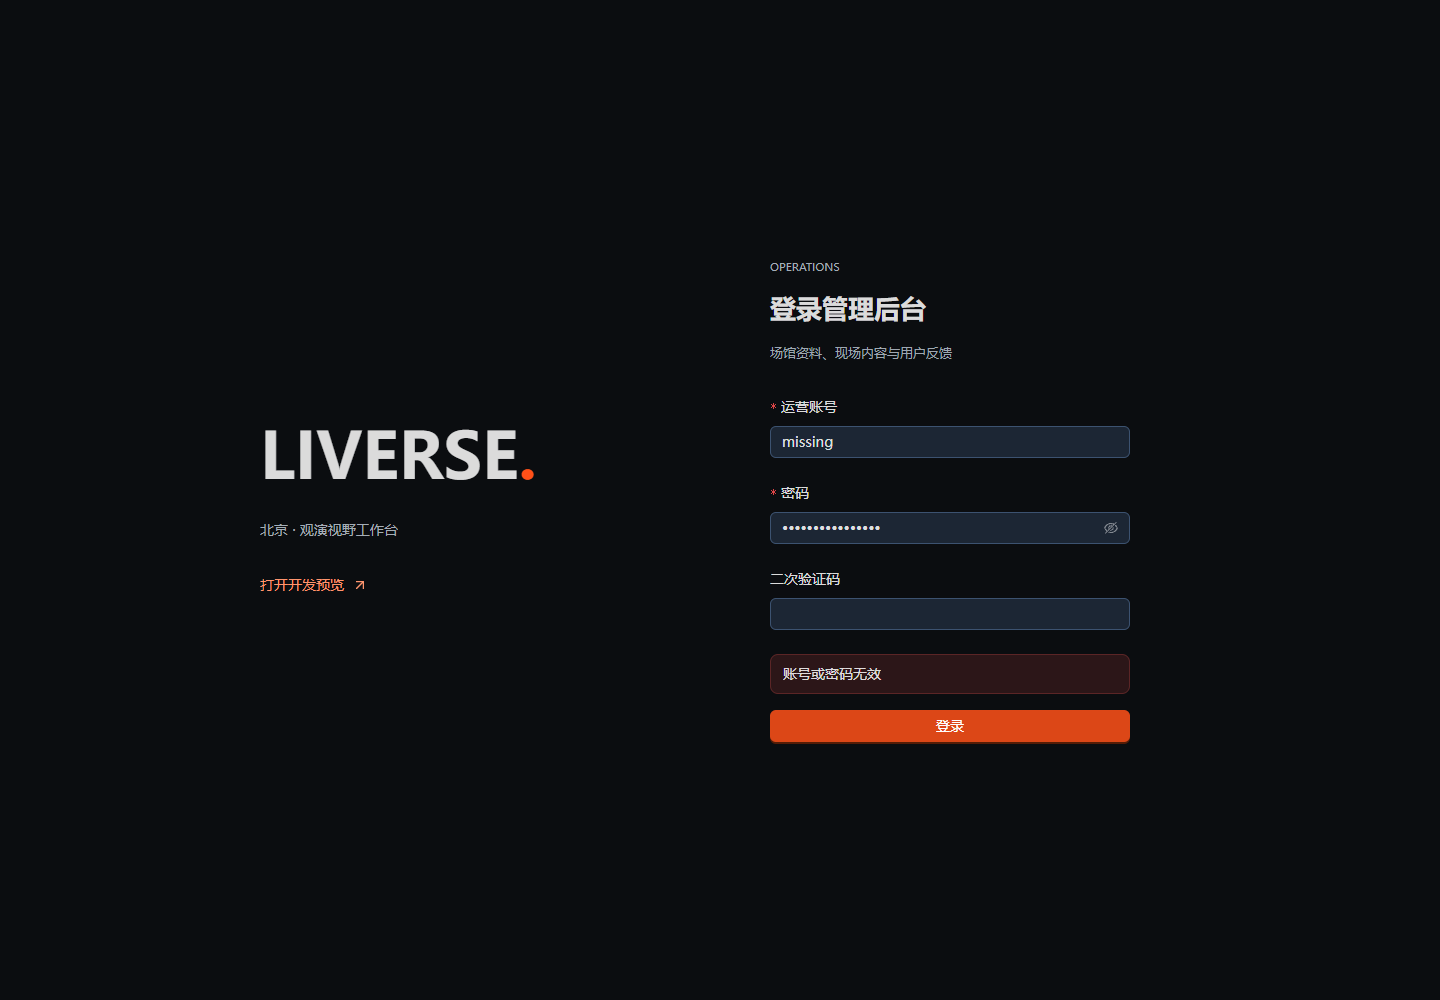 LIVERSE.
北京 · 观演视野工作台
打开开发预览
OPERATIONS
登录管理后台
场馆资料、现场内容与用户反馈
* 运营账号
missing
* 密码
••••••••••••••••
二次验证码
账号或密码无效
登录